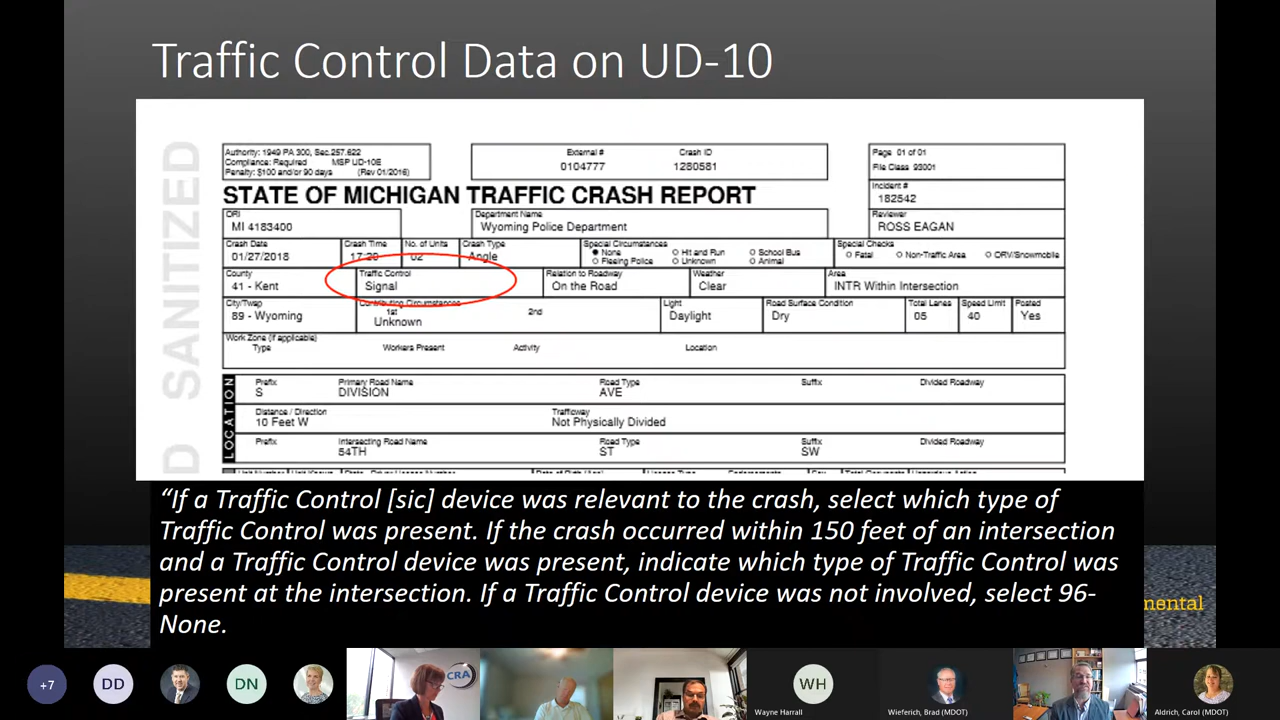 Traffic Control Data on UD-10
SANITIZED
D
Authority: 1949 PA 300, Sec.257.622
Compliance: Required MSP UD-10E
Penalty: $100 and/or 90 days (Rev 01/2016)
External # Crash ID
0104777 1280581
Page 01 of 01
File Class 93001
STATE OF MICHIGAN TRAFFIC CRASH REPORT
Incident #
182542
ORI Department Name Reviewer
MI 4183400 Wyoming Police Department ROSS EAGAN
Crash Date Crash Time No. of Units Crash Type Special Circumstances Special Checks
01/27/2018 17:20 02 Angle None Hit and Run School Bus Fatal Non-Traffic Area ORV/Snowmobile
Fleeing Police Unknown Animal
County Traffic Control Relation to Roadway Weather Area
41 - Kent Signal On the Road Clear INTR Within Intersection
City/Twsp Contributing Circumstances Light Road Surface Condition Total Lanes Speed Limit Posted
89 - Wyoming 1st 2nd Daylight Dry 05 40 Yes
Unknown
Work Zone (if applicable)
Type Workers Present Activity Location
LOCATION
Prefix Primary Road Name Road Type Suffix Divided Roadway
S DIVISION AVE
Distance / Direction Trafficway
10 Feet W Not Physically Divided
Prefix Intersecting Road Name Road Type Suffix Divided Roadway
54TH ST SW
“If a Traffic Control [sic] device was relevant to the crash, select which type of
Traffic Control was present. If the crash occurred within 150 feet of an intersection
and a Traffic Control device was present, indicate which type of Traffic Control was
present at the intersection. If a Traffic Control device was not involved, select 96-
None.
mental
+7
DD
DN
CRA
WH
Wayne Harrall
Wieferich, Brad (MDOT)
Aldrich, Carol (MDOT)